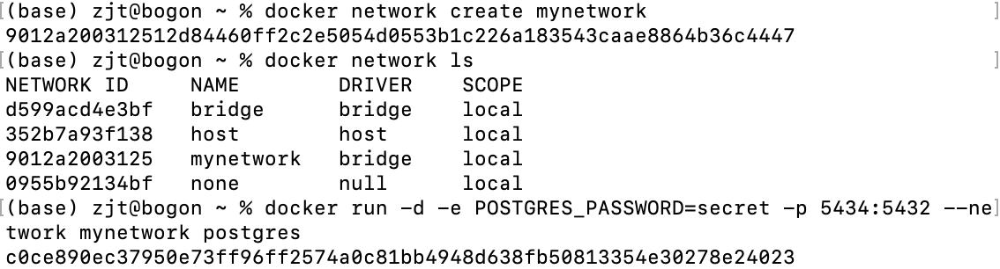 [(base) zjt@bogon ~ % docker network create mynetwork ]
9012a200312512d84460ff2c2e5054d0553b1c226a183543caae8864b36c4447
[(base) zjt@bogon ~ % docker network ls ]
NETWORK ID     NAME        DRIVER    SCOPE
d599acd4e3bf   bridge      bridge    local
352b7a93f138   host        host      local
9012a2003125   mynetwork   bridge    local
0955b92134bf   none        null      local
[(base) zjt@bogon ~ % docker run -d -e POSTGRES_PASSWORD=secret -p 5434:5432 --ne]
twork mynetwork postgres
c0ce890ec37950e73ff96ff2574a0c81bb4948d638fb50813354e30278e24023